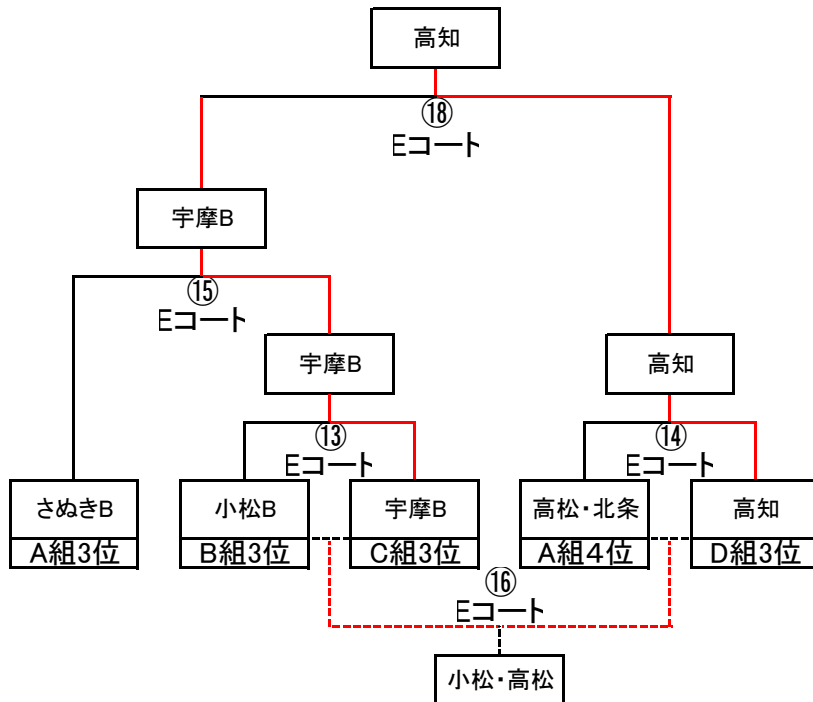 高知
⑱
Eコート
宇摩B
⑮
Eコート
宇摩B
高知
⑬
Eコート
⑭
Eコート
さぬきB
小松B
宇摩B
高松・北条
高知
A組3位
B組3位
C組3位
A組4位
D組3位
⑯
Eコート
小松・高松